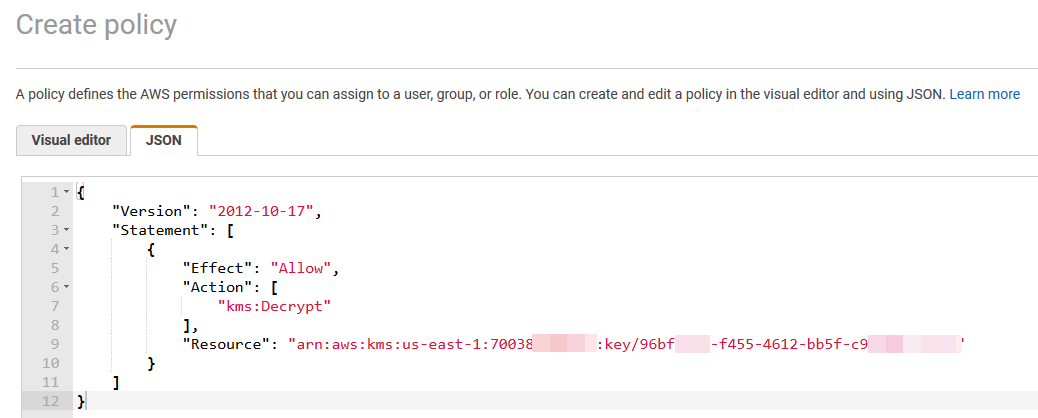 Create policy
A policy defines the AWS permissions that you can assign to a user, group, or role. You can create and edit a policy in the visual editor and using JSON. Learn more
Visual editor JSON
1 {
2 "Version": "2012-10-17",
3 "Statement": [
4 {
5 "Effect": "Allow",
6 "Action": [
7 "kms:Decrypt"
8 ],
9 "Resource": "arn:aws:kms:us-east-1:70038 :key/96bf -f455-4612-bb5f-c9 "
10 }
11 ]
12 }